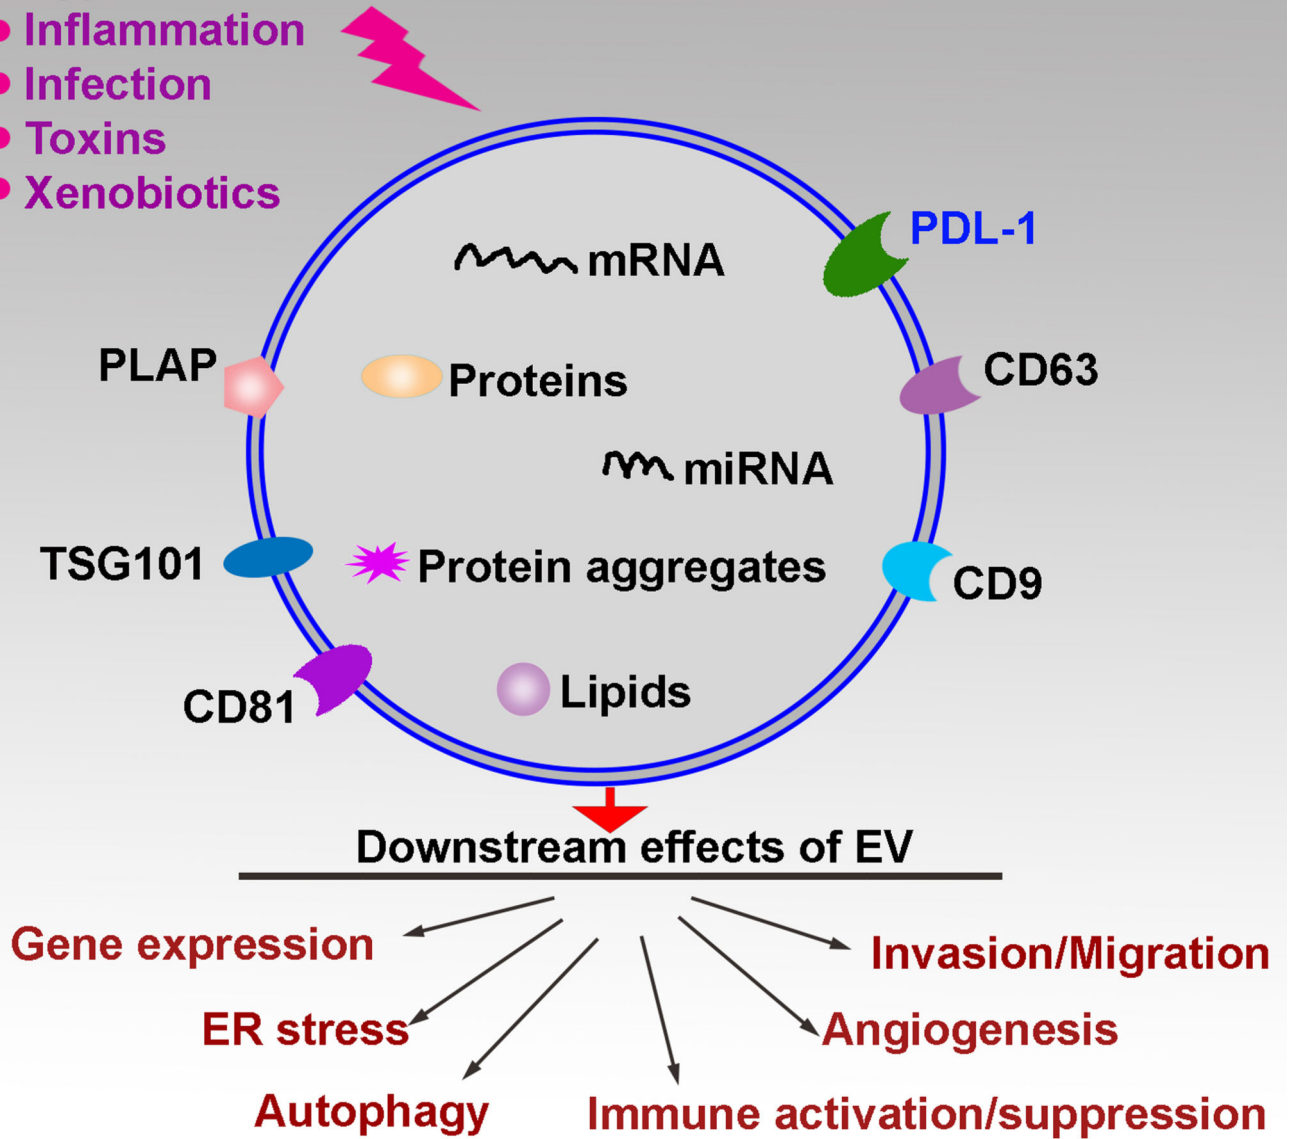 • Inflammation
• Infection
• Toxins
• Xenobiotics
PDL-1
mRNA
PLAP
Proteins
CD63
miRNA
TSG101
Protein aggregates
CD9
CD81
Lipids
Downstream effects of EV
Gene expression
Invasion/Migration
ER stress
Angiogenesis
Autophagy
Immune activation/suppression